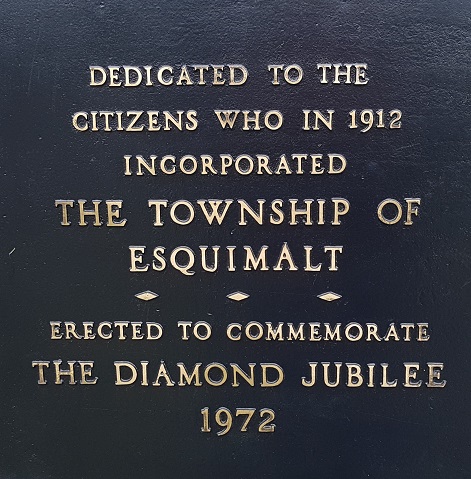 DEDICATED TO THE
CITIZENS WHO IN 1912
INCORPORATED
THE TOWNSHIP OF
ESQUIMALT
ERECTED TO COMMEMORATE
THE DIAMOND JUBILEE
1972